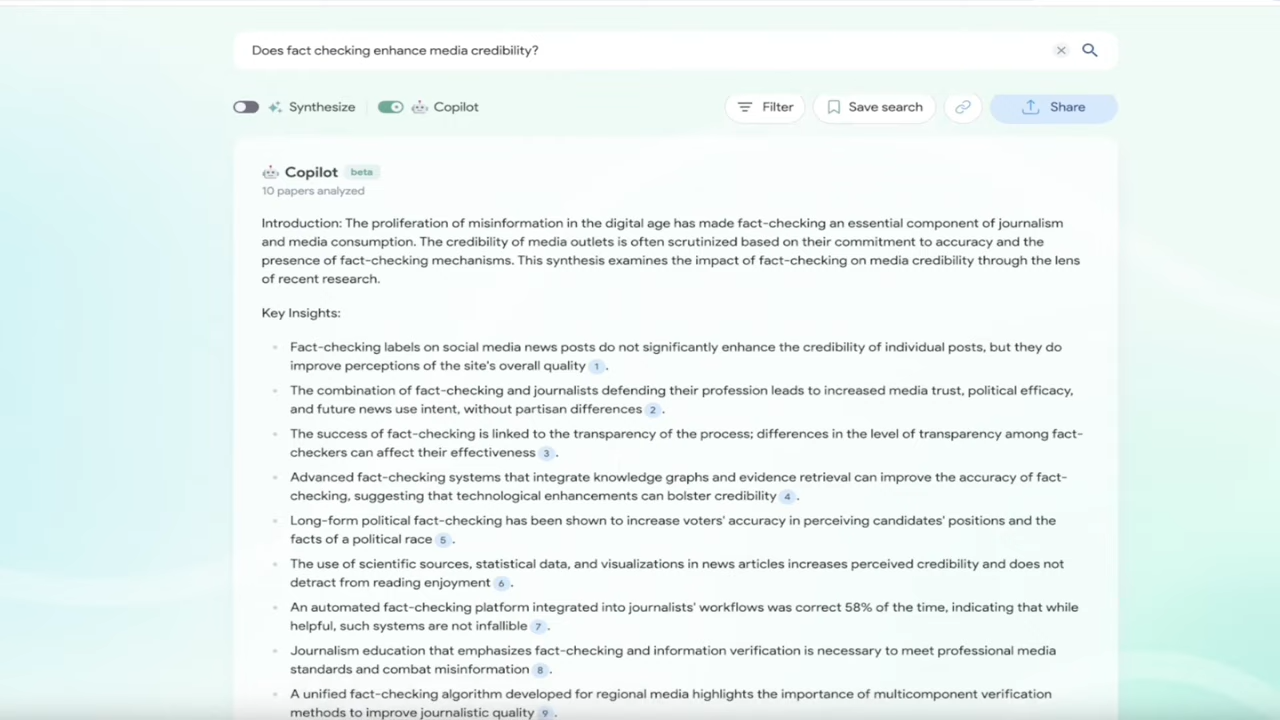 Does fact checking enhance media credibility?
Synthesize Copilot Filter Save search Share
Copilot beta
10 papers analyzed
Introduction: The proliferation of misinformation in the digital age has made fact-checking an essential component of journalism
and media consumption. The credibility of media outlets is often scrutinized based on their commitment to accuracy and the
presence of fact-checking mechanisms. This synthesis examines the impact of fact-checking on media credibility through the lens
of recent research.
Key Insights:
Fact-checking labels on social media news posts do not significantly enhance the credibility of individual posts, but they do
improve perceptions of the site's overall quality 1.
The combination of fact-checking and journalists defending their profession leads to increased media trust, political efficacy,
and future news use intent, without partisan differences 2.
The success of fact-checking is linked to the transparency of the process; differences in the level of transparency among fact-
checkers can affect their effectiveness 3.
Advanced fact-checking systems that integrate knowledge graphs and evidence retrieval can improve the accuracy of fact-
checking, suggesting that technological enhancements can bolster credibility 4.
Long-form political fact-checking has been shown to increase voters' accuracy in perceiving candidates' positions and the
facts of a political race 5.
The use of scientific sources, statistical data, and visualizations in news articles increases perceived credibility and does not
detract from reading enjoyment 6.
An automated fact-checking platform integrated into journalists' workflows was correct 58% of the time, indicating that while
helpful, such systems are not infallible 7.
Journalism education that emphasizes fact-checking and information verification is necessary to meet professional media
standards and combat misinformation 8.
A unified fact-checking algorithm developed for regional media highlights the importance of multicomponent verification
methods to improve journalistic quality 9.